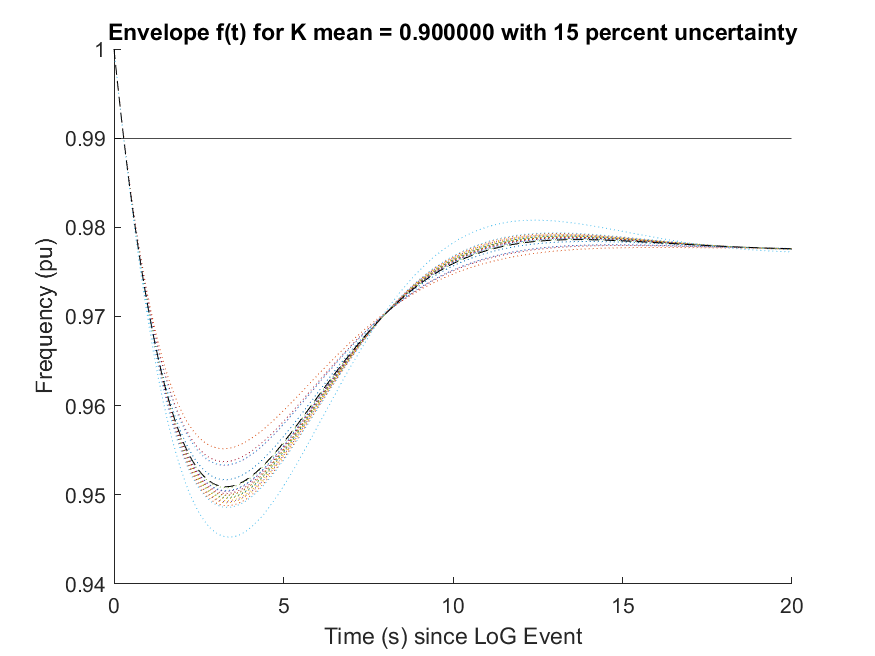 Envelope f(t) for K mean = 0.900000 with 15 percent uncertainty
1
0.99
0.98
0.97
0.96
0.95
0.94
Frequency (pu)
0 5 10 15 20
Time (s) since LoG Event